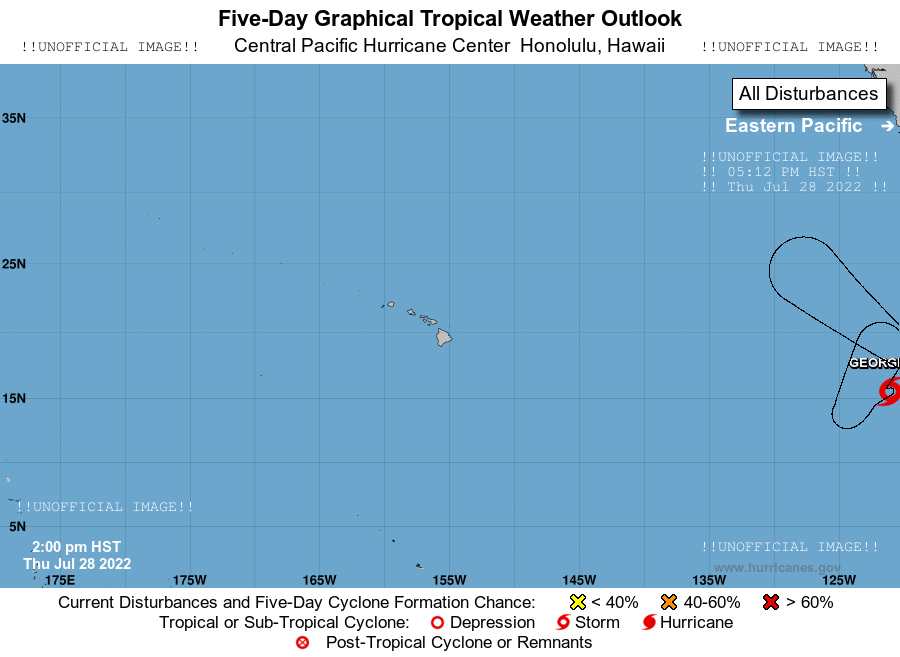 Five-Day Graphical Tropical Weather Outlook
!!UNOFFICIAL IMAGE!! Central Pacific Hurricane Center Honolulu, Hawaii !!UNOFFICIAL IMAGE!!
All Disturbances
35N
Eastern Pacific
!!UNOFFICIAL IMAGE!!
!! 05:12 PM HST !!
!! Thu Jul 28 2022 !!
25N
GEORGE
15N
!!UNOFFICIAL IMAGE!!
5N
2:00 pm HST
!!UNOFFICIAL IMAGE!!
Thu Jul 28 2022
www.hurricanes.gov
175E 175W 165W 155W 145W 135W 125W
Current Disturbances and Five-Day Cyclone Formation Chance: < 40% 40-60% > 60%
Tropical or Sub-Tropical Cyclone: Depression Storm Hurricane
Post-Tropical Cyclone or Remnants